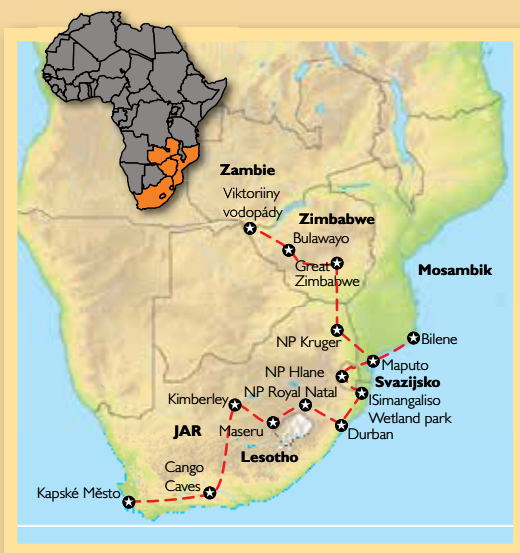 Zambie
Viktoriiny
vodopády
Zimbabwe
Bulawayo
Great
Zimbabwe
Mosambik
NP Kruger
Bilene
Maputo
NP Hlane
Svazijsko
Kimberley
NP Royal Natal
ISimangaliso
Wetland park
JAR
Maseru
Durban
Lesotho
Cango
Caves
Kapské Město